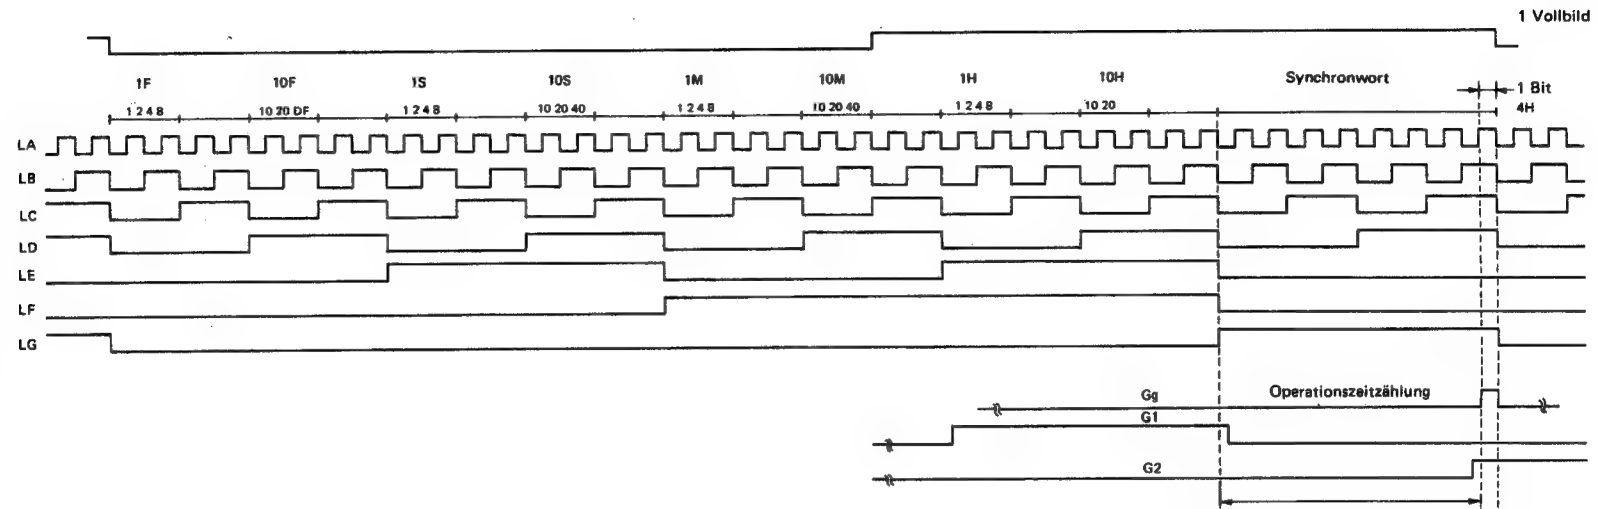 1 Vollbild
1F 10F 1S 10S 1M 10M 1H 10H Synchronwort
1 Bit
1 2 4 8 10 20 DF 1 2 4 8 10 20 40 1 2 4 8 10 20 40 1 2 4 8 10 20 4H
LA
LB
LC
LD
LE
LF
LG
Gg Operationszeitzählung
G1
G2